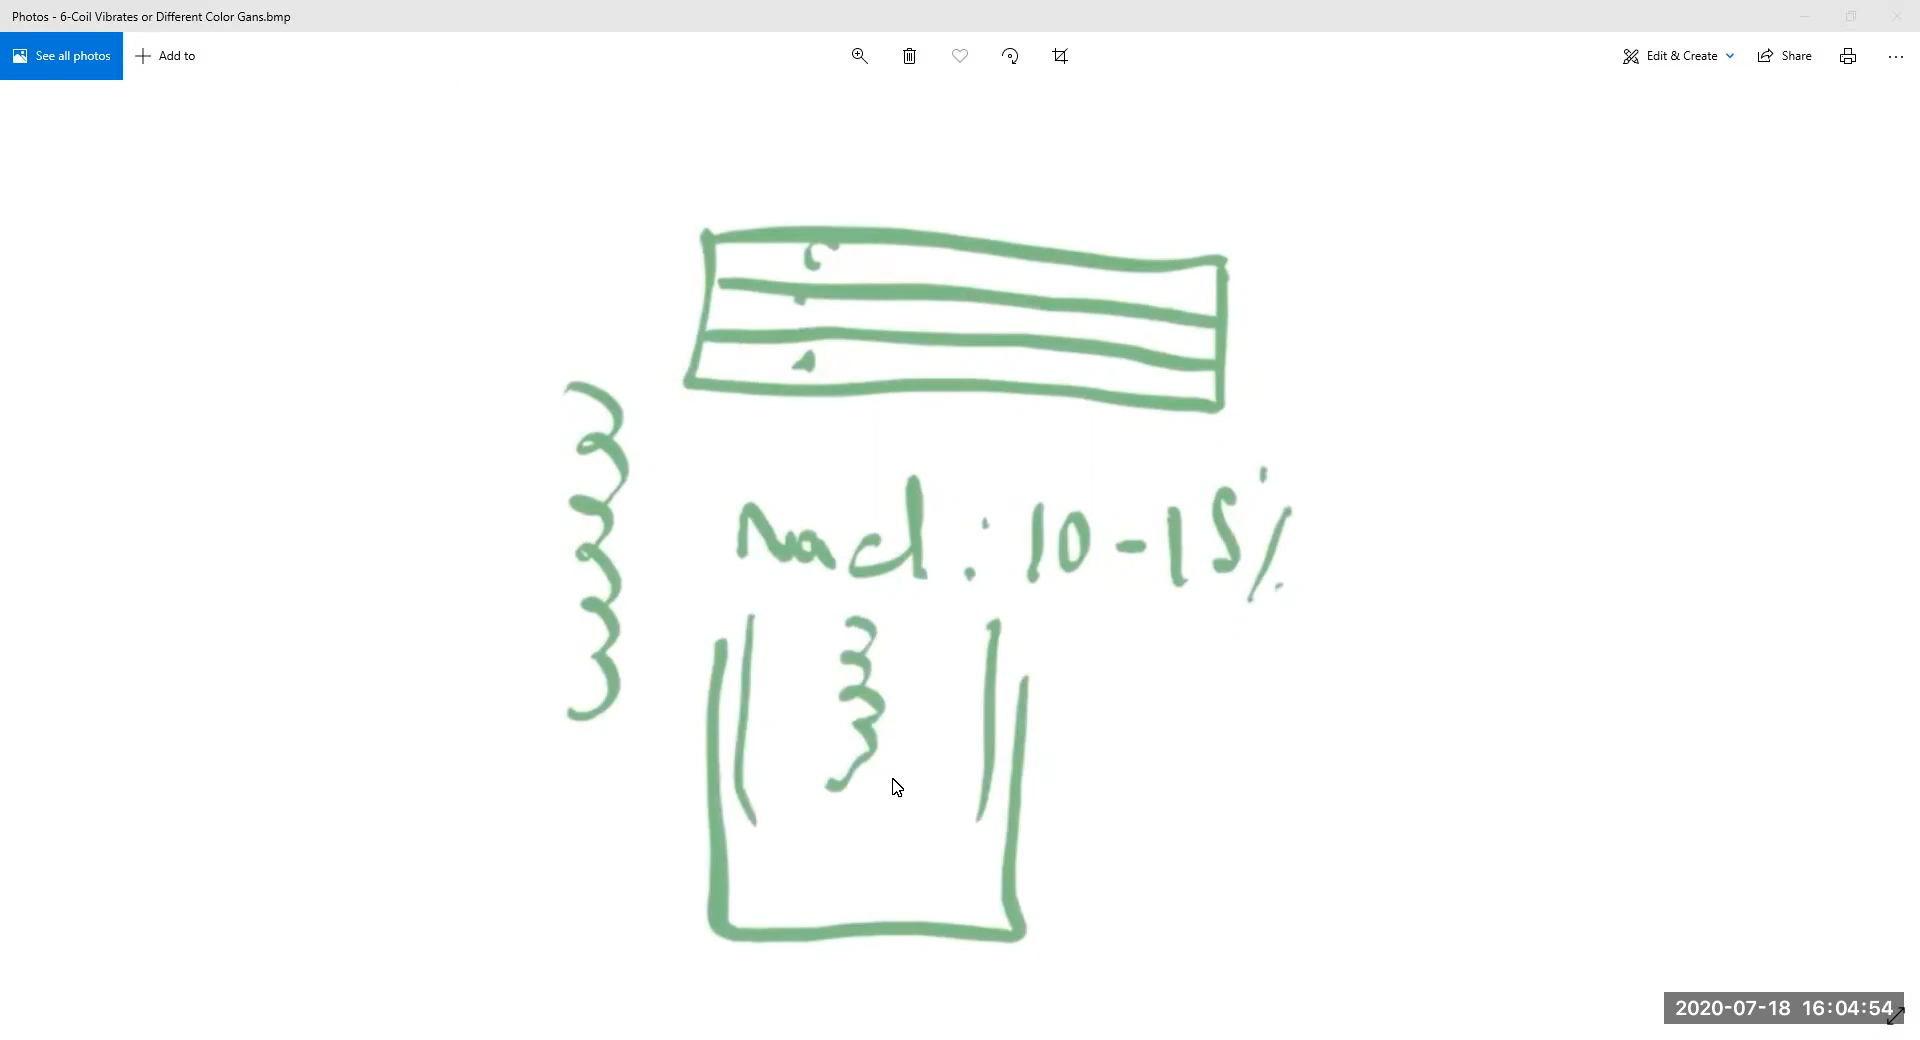 Photos - 6-Coil Vibrates or Different Color Gans.bmp
See all photos
Add to
Edit & Create
Share
Nacl : 10-15%
2020-07-18 16:04:54